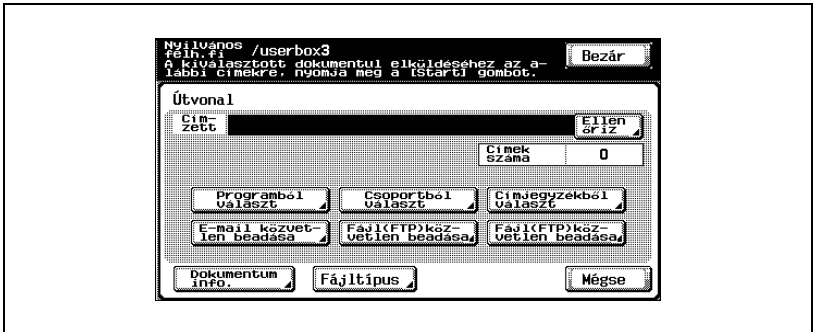 Nyilvános
felh.fi /userbox3
A kiválasztott dokumentul elküldéséhez az a-
lábbi címekre, nyomja meg a [Start] gombot.
Bezár
Útvonal
Cím-
zett
Ellen
őriz
Címek
száma
0
Programból
választ
Csoportból
választ
Címjegyzékből
választ
E-mail közvet-
len beadása
Fájl(FTP)köz-
vetlen beadása
Fájl(FTP)köz-
vetlen beadása
Dokumentum
info.
Fájltípus
Mégse